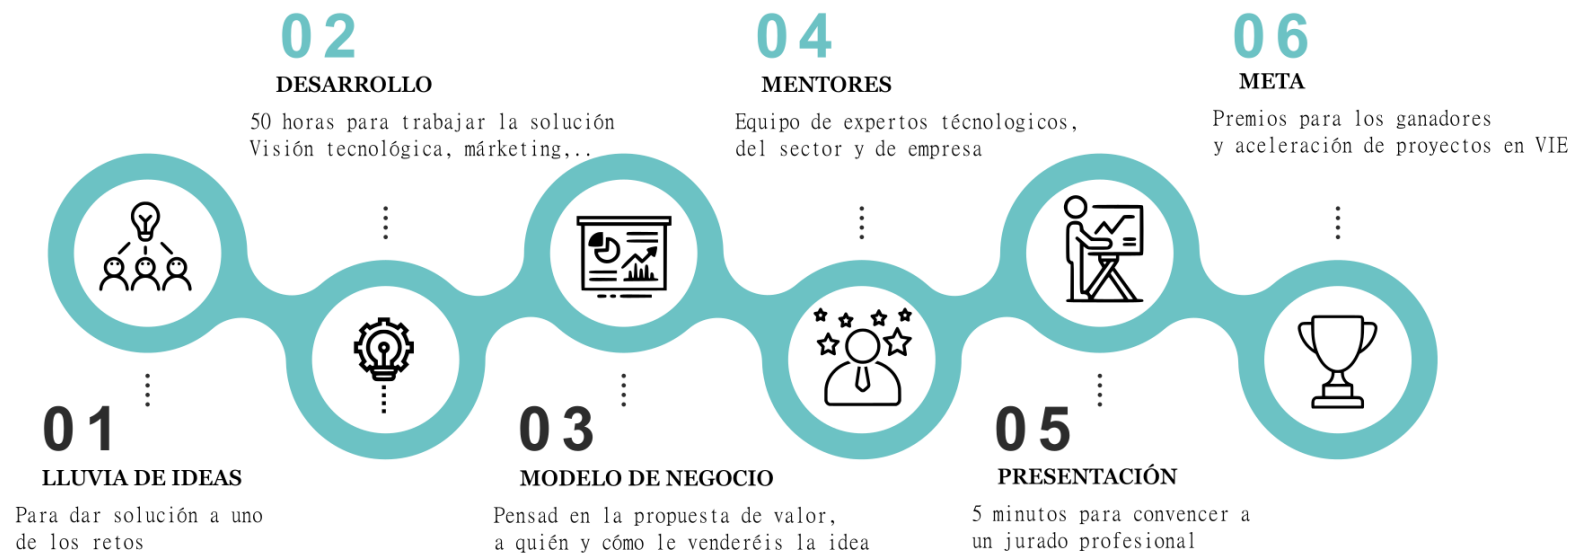 01
LLUVIA DE IDEAS
Para dar solución a uno
de los retos
02
DESARROLLO
50 horas para trabajar la solución
Visión tecnológica, márketing,..
03
MODELO DE NEGOCIO
Pensad en la propuesta de valor,
a quién y cómo le venderéis la idea
04
MENTORES
Equipo de expertos técnologicos,
del sector y de empresa
05
PRESENTACIÓN
5 minutos para convencer a
un jurado profesional
06
META
Premios para los ganadores
y aceleración de proyectos en VIE